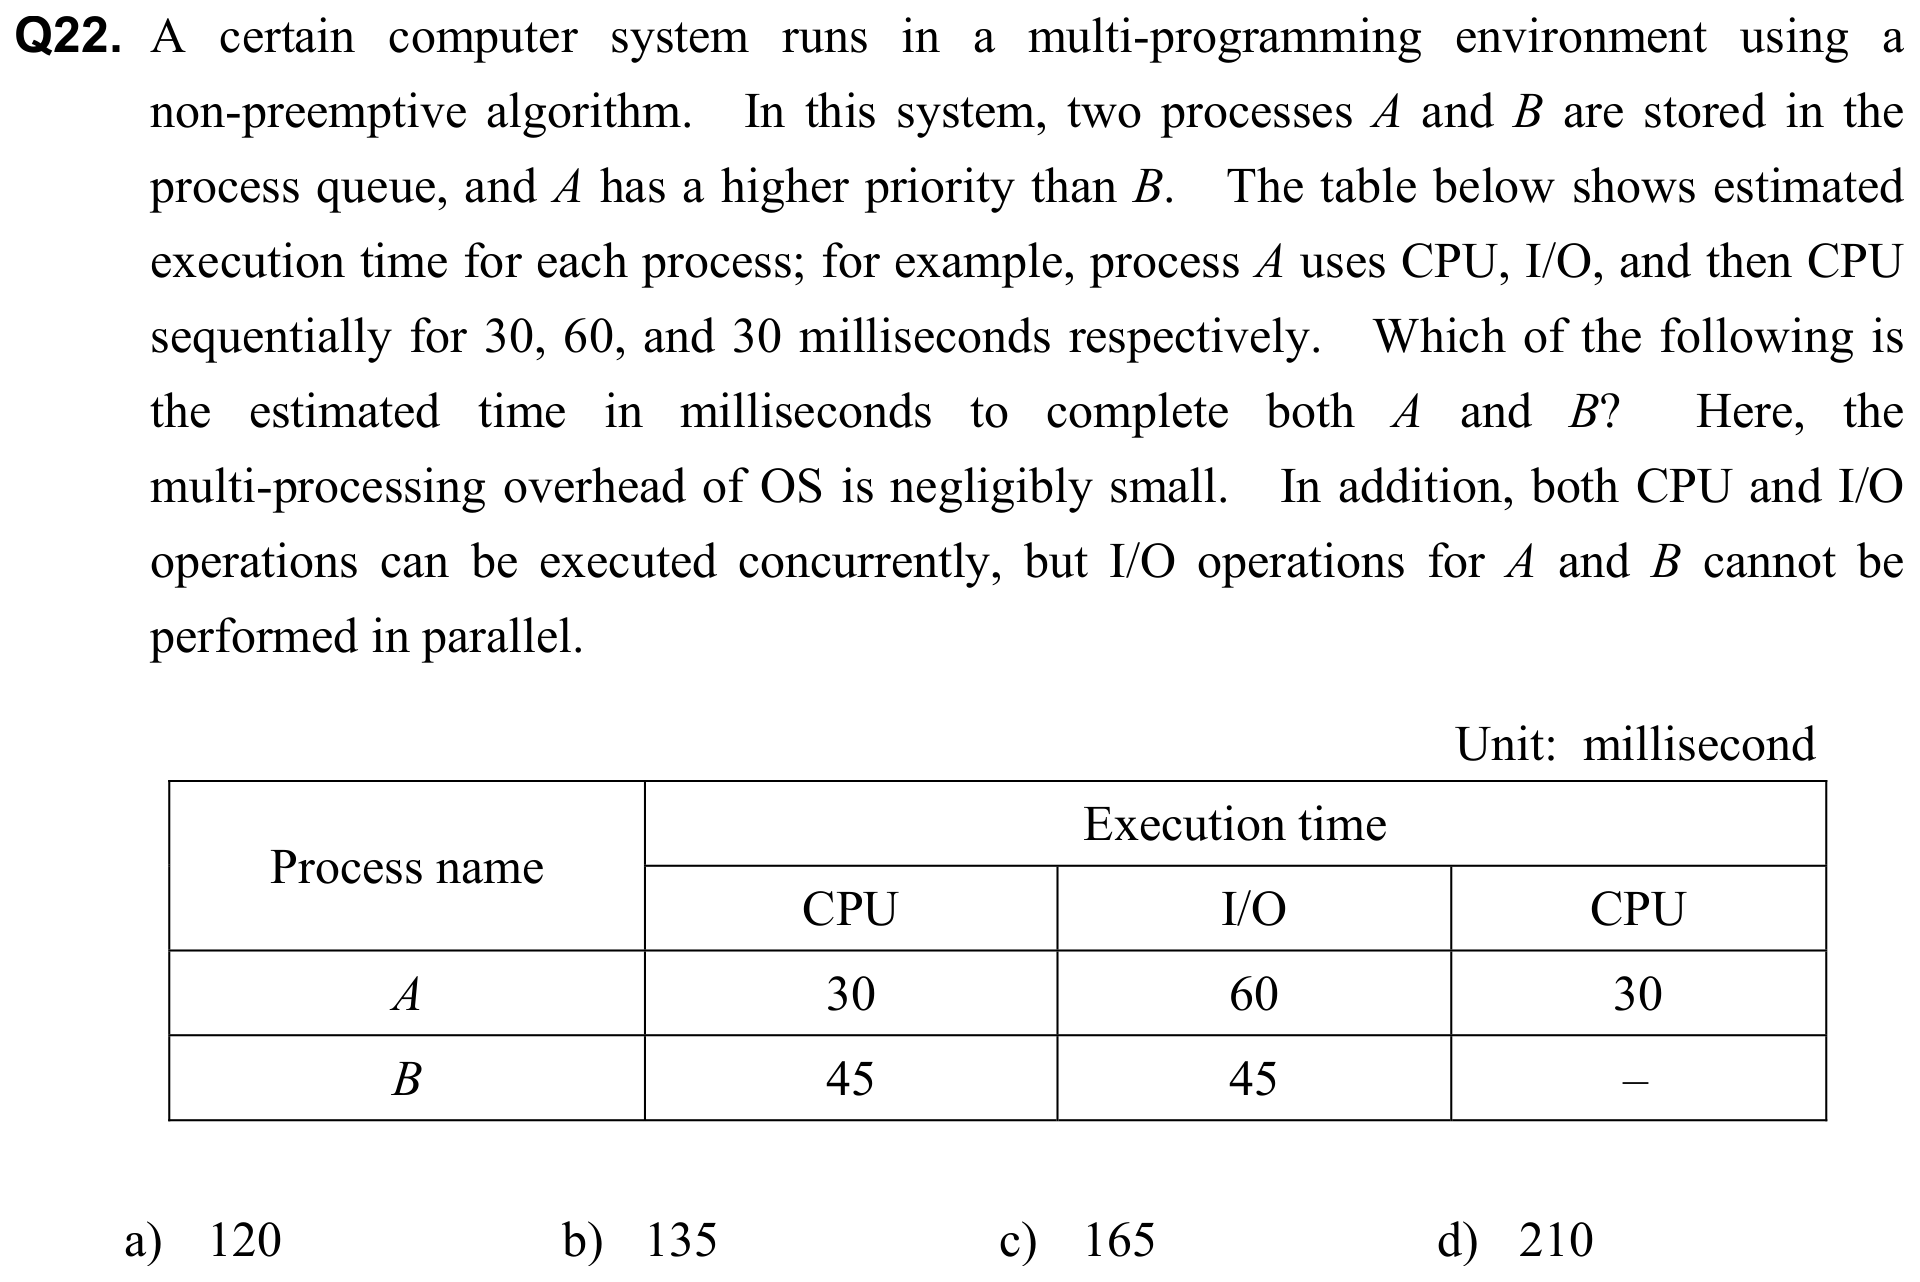 Q22. A certain computer system runs in a multi-programming environment using a
non-preemptive algorithm. In this system, two processes A and B are stored in the
process queue, and A has a higher priority than B. The table below shows estimated
execution time for each process; for example, process A uses CPU, I/O, and then CPU
sequentially for 30, 60, and 30 milliseconds respectively. Which of the following is
the estimated time in milliseconds to complete both A and B? Here, the
multi-processing overhead of OS is negligibly small. In addition, both CPU and I/O
operations can be executed concurrently, but I/O operations for A and B cannot be
performed in parallel.
Unit: millisecond
Process name
Execution time
CPU I/O CPU
A 30 60 30
B 45 45 –
a) 120 b) 135 c) 165 d) 210